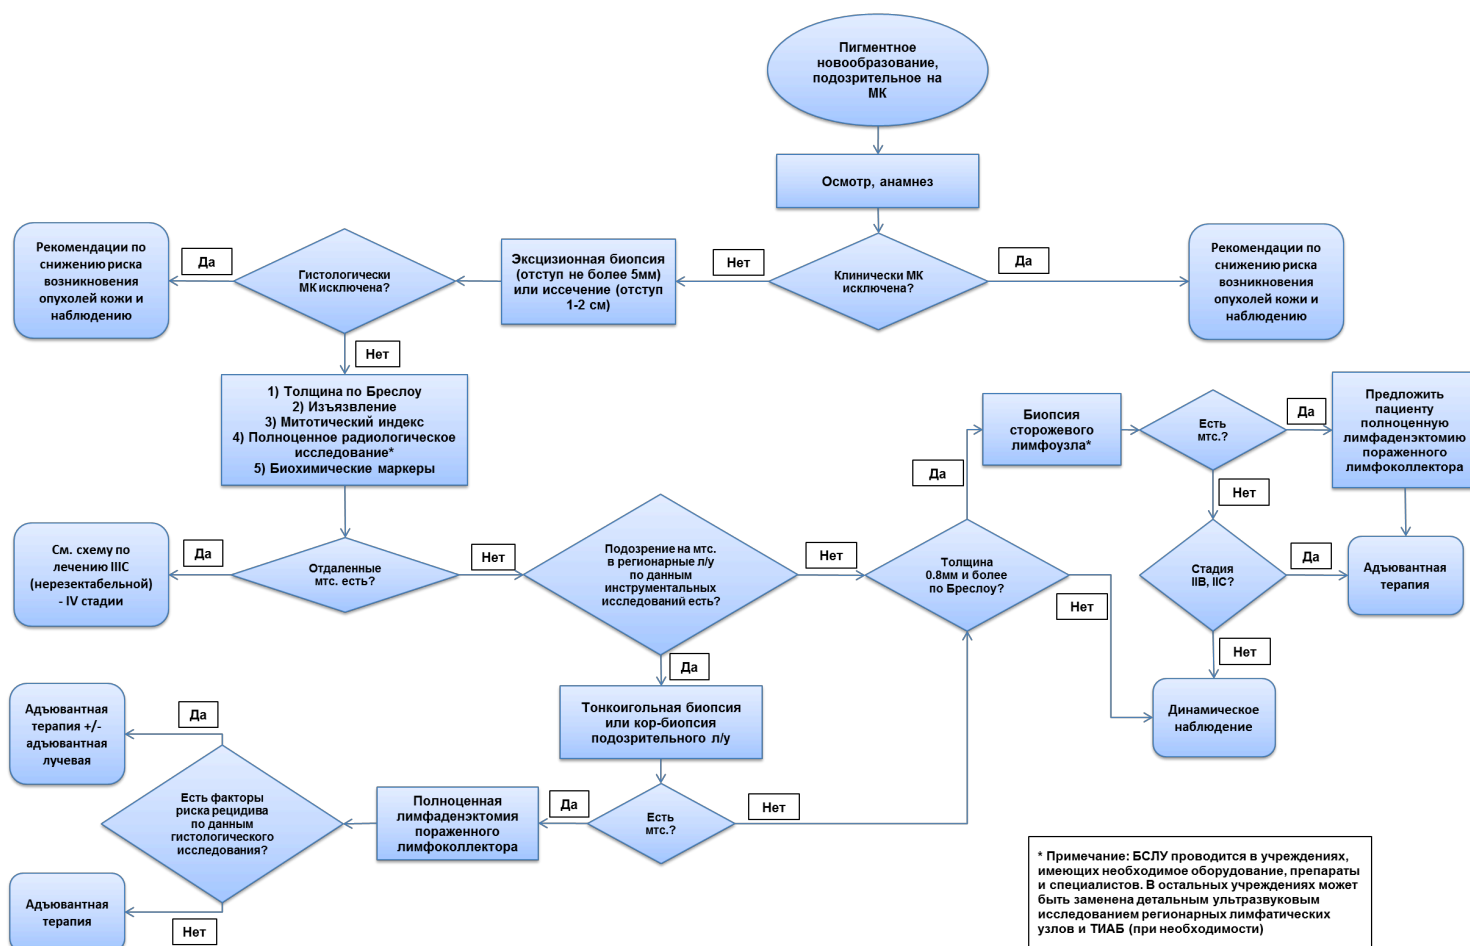 Пигментное
новообразование,
подозрительное на
МК
Осмотр, анамнез
Рекомендации по
снижению риска
возникновения
опухолей кожи и
наблюдению
Да
Гистологически
МК исключена?
Эксцизионная биопсия
(отступ не более 5мм)
или иссечение (отступ
1-2 см)
Нет
Клинически МК
исключена?
Да
Рекомендации по
снижению риска
возникновения
опухолей кожи и
наблюдению
Нет
1) Толщина по Бреслоу
2) Изъязвление
3) Митотический индекс
4) Полноценное радиологическое
исследование*
5) Биохимические маркеры
Биопсия
сторожевого
лимфоузла*
Есть
мтс.?
Да
Предложить
пациенту
полноценную
лимфаденэктомию
пораженного
лимфоколлектора
Да
Нет
См. схему по
лечению IIIC
(нерезектабельной)
- IV стадии
Да
Отдаленные
мтс. есть?
Нет
Подозрение на мтс.
в регионарные л/у
по данным
инструментальных
исследований есть?
Нет
Толщина
0.8мм и более
по Бреслоу?
Нет
Стадия
IIB, IIC?
Да
Адъювантная
терапия
Нет
Да
Тонкоигольная биопсия
или кор-биопсия
подозрительного л/у
Динамическое
наблюдение
Адъювантная
терапия +/-
адъювантная
лучевая
Да
Есть факторы
риска рецидива
по данным
гистологического
исследования?
Полноценная
лимфаденэктомия
пораженного
лимфоколлектора
Да
Есть
мтс.?
Нет
Адъювантная
терапия
Нет
* Примечание: БСЛУ проводится в учреждениях,
имеющих необходимое оборудование, препараты
и специалистов. В остальных учреждениях может
быть заменена детальным ультразвуковым
исследованием регионарных лимфатических
узлов и ТИАБ (при необходимости)